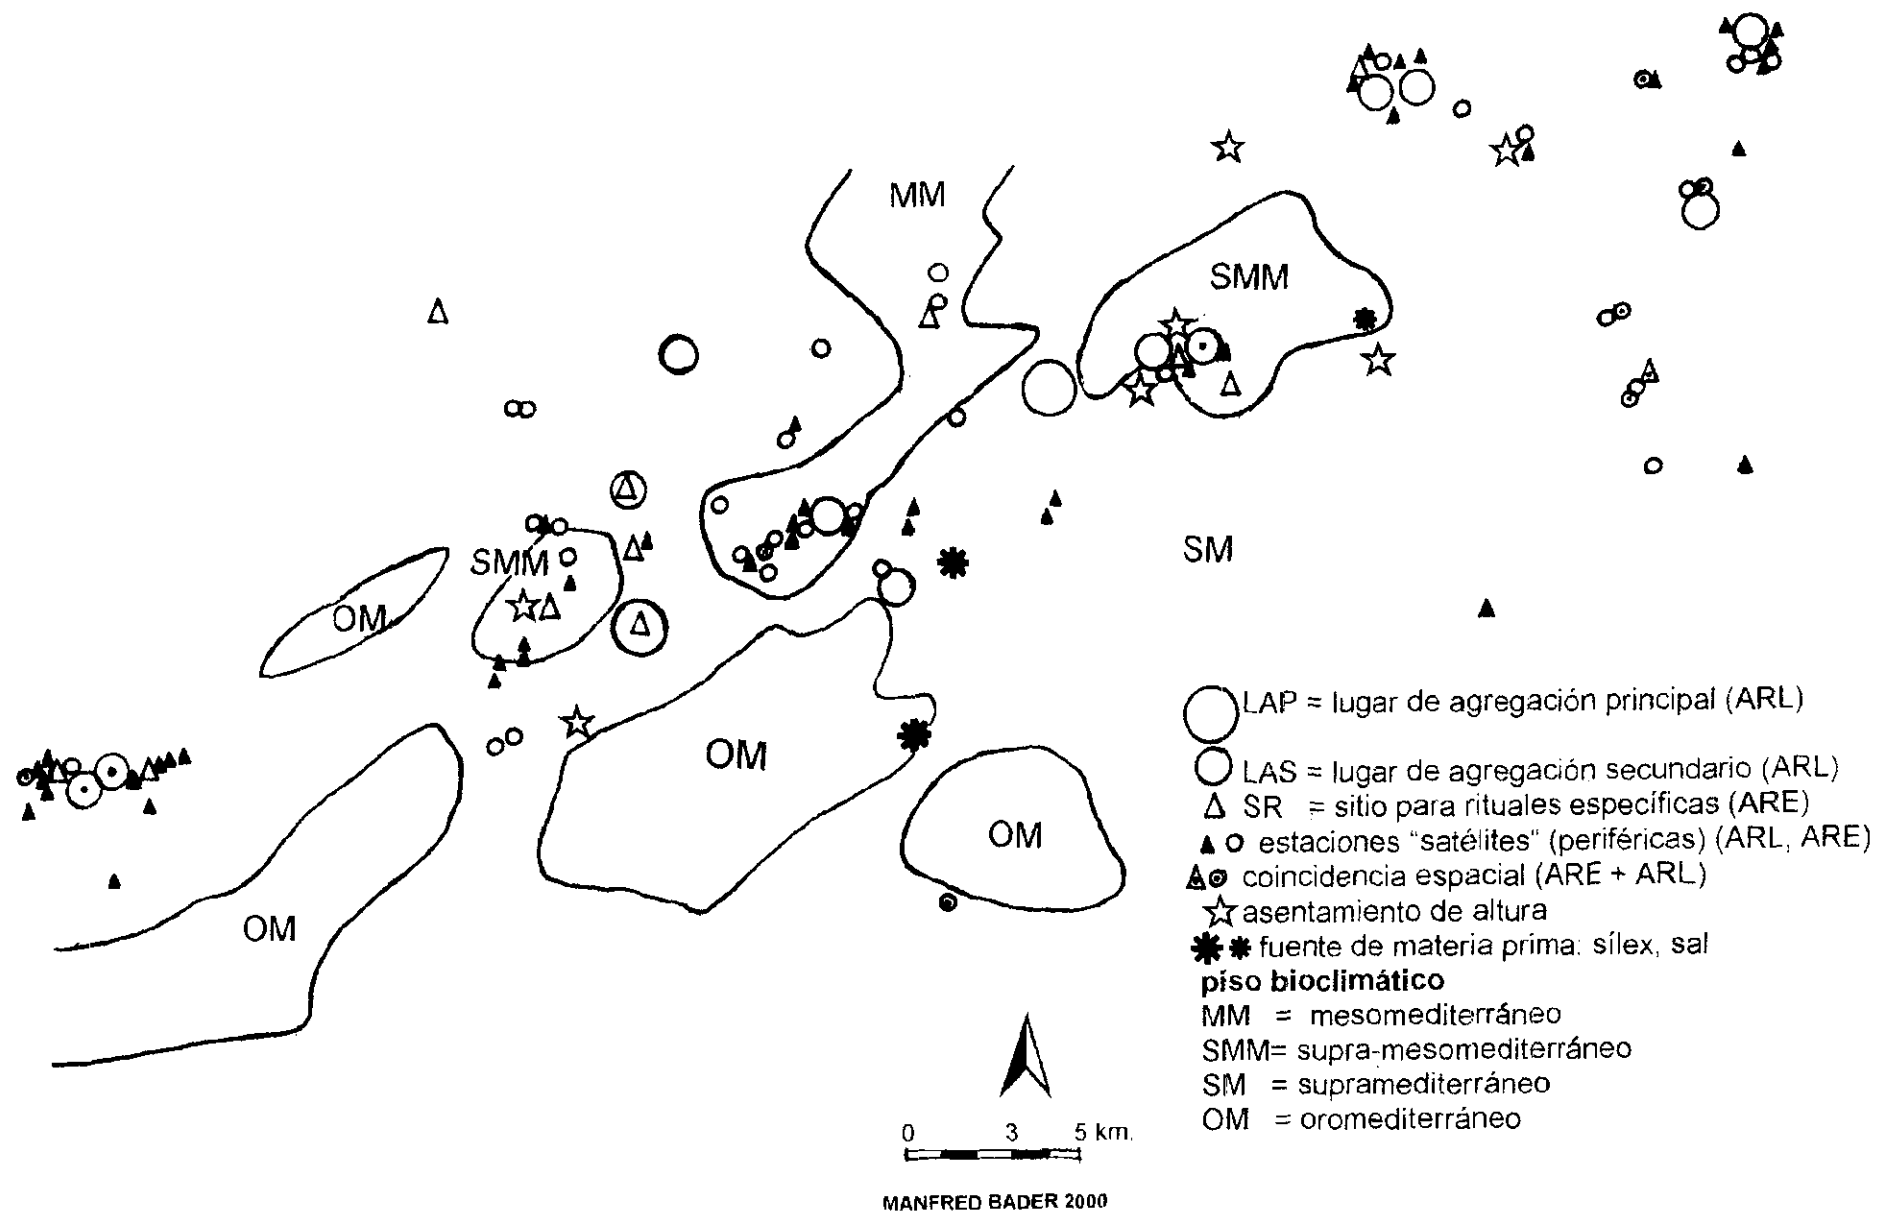 MM
SMM
SMM
OM
SM
OM
OM
OM
LAP = lugar de agregación principal (ARL)
LAS = lugar de agregación secundario (ARL)
SR = sitio para rituales específicas (ARE)
estaciones "satélites" (periféricas) (ARL, ARE)
coincidencia espacial (ARE + ARL)
asentamiento de altura
fuente de materia prima: sílex, sal
piso bioclimático
MM = mesomediterráneo
SMM= supra-mesomediterráneo
SM = supramediterráneo
OM = oromediterráneo
0 3 5 km.
MANFRED BADER 2000